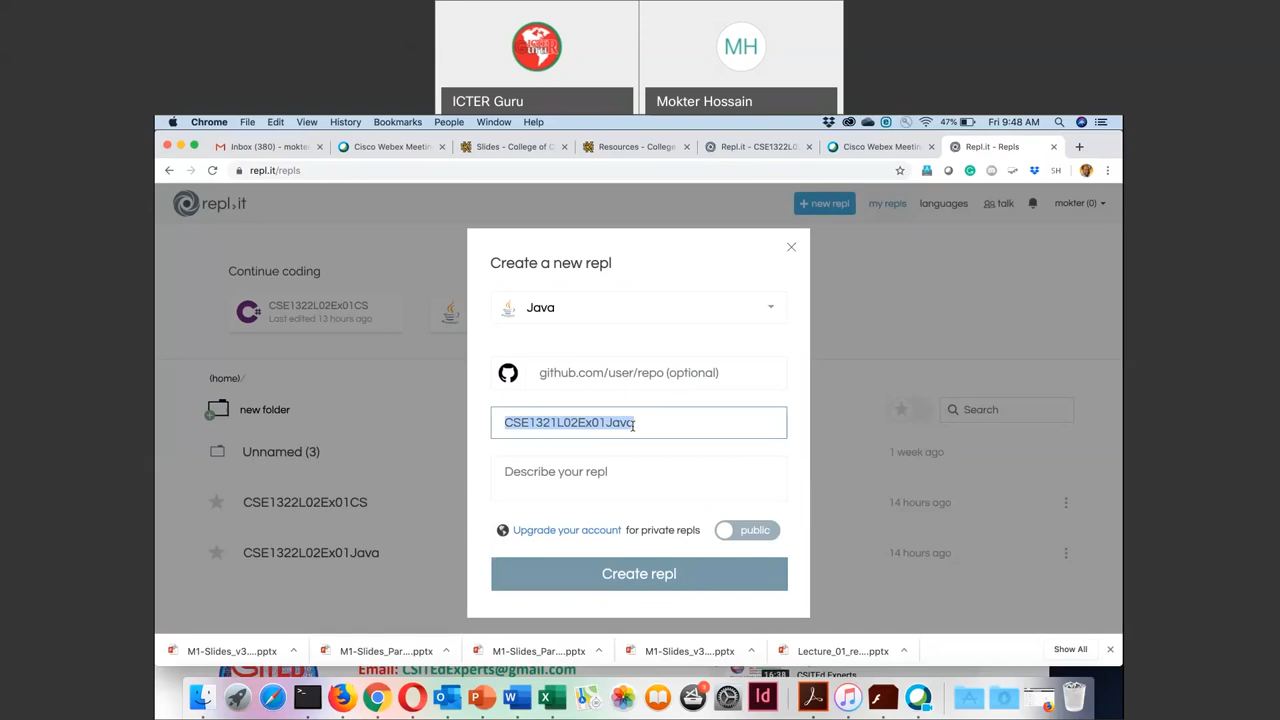 MH
ICTER Guru
Mokter Hossain
Chrome File Edit View History Bookmarks People Window Help
47% Fri 9:48 AM
Inbox (380) - mokte
Cisco Webex Meetin
Slides - College of C
Resources - College
Repl.it - CSE1322L02
Cisco Webex Meetin
Repl.it - Repls
repl.it/repls
SH
repl.it
+ new repl
my repls
languages
talk
mokter (0)
Continue coding
CSE1322L02Ex01CS
Last edited 13 hours ago
Create a new repl
Java
github.com/user/repo (optional)
CSE1321L02Ex01Java
Describe your repl
Upgrade your account for private repls
public
Create repl
(home)/
new folder
Search
Unnamed (3)
1 week ago
CSE1322L02Ex01CS
14 hours ago
CSE1322L02Ex01Java
14 hours ago
M1-Slides_v3....pptx
M1-Slides_Par....pptx
M1-Slides_Par....pptx
M1-Slides_v3....pptx
Lecture_01_re....pptx
Show All
Email: CSITEdExperts@gmail.com
16:38
CSITEd Experts